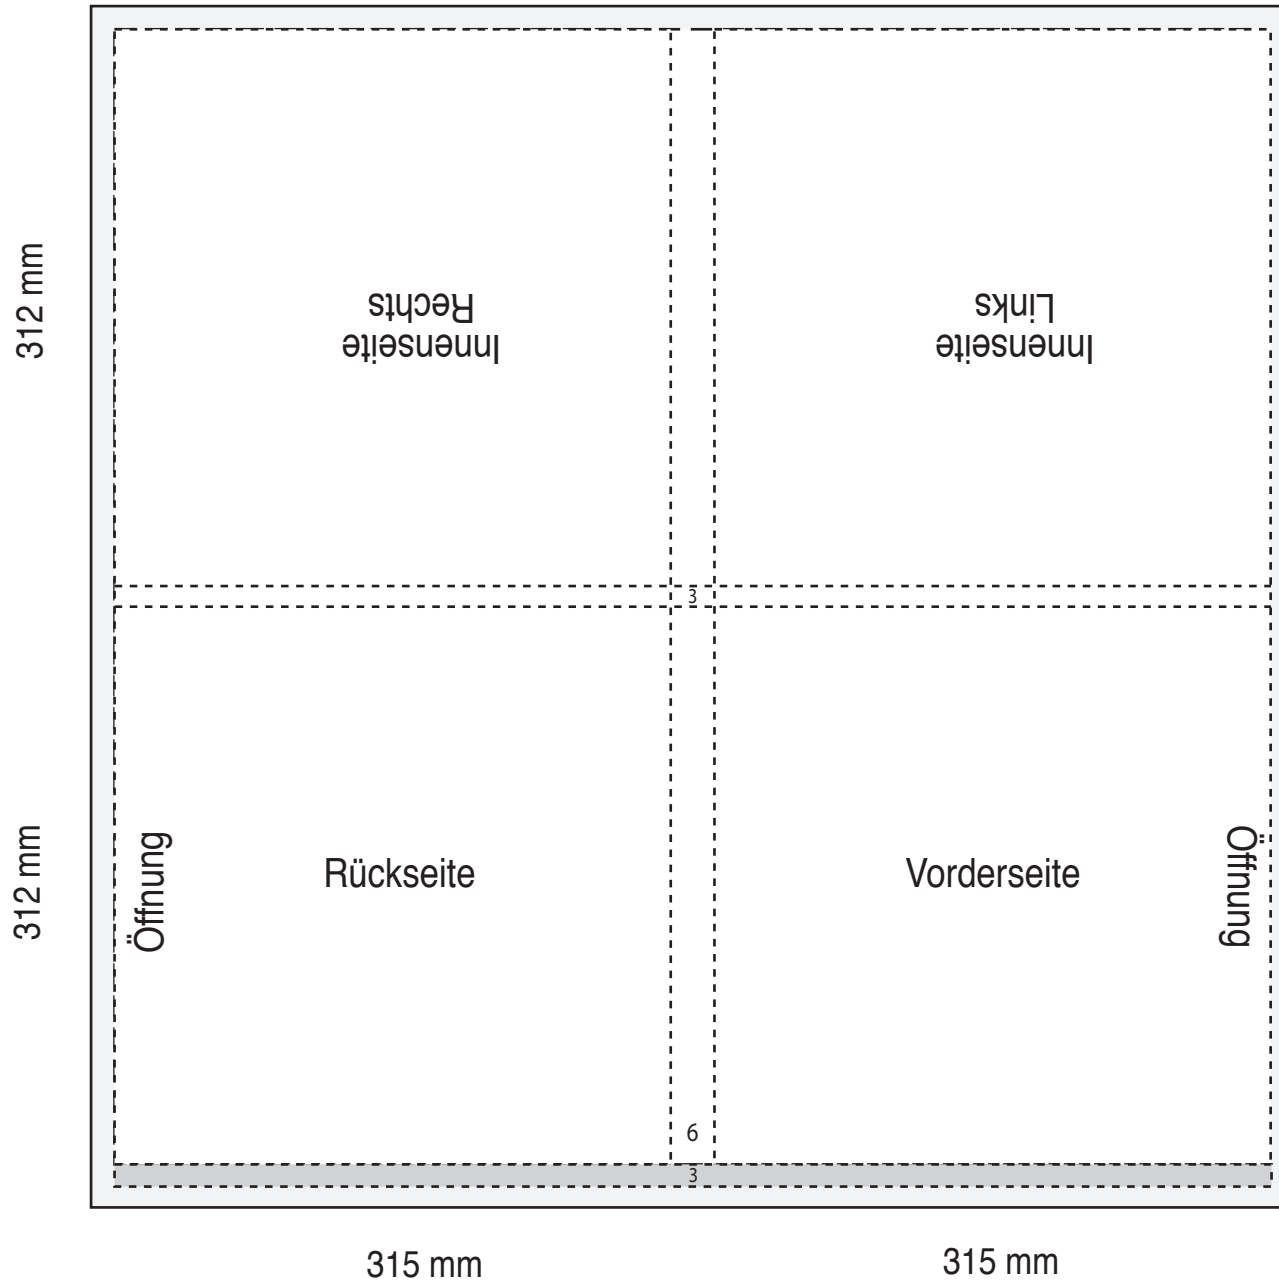 312 mm
Innenseite
Rechts
Innenseite
Links
3
312 mm
Öffnung
Rückseite
Vorderseite
Öffnung
6
3
315 mm
315 mm